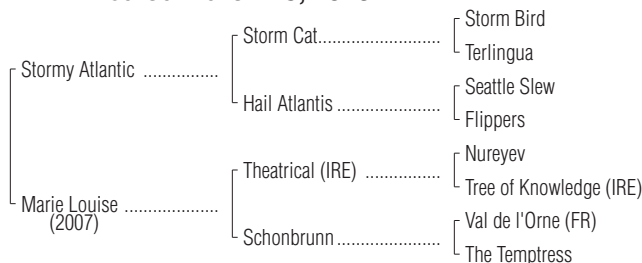 Storm Bird
Storm Cat..............................
Terlingua
Stormy Atlantic ..................
Seattle Slew
Hail Atlantis .........................
Flippers
Nureyev
Theatrical (IRE) ..................
Tree of Knowledge (IRE)
Marie Louise ......................
(2007)
Val de l'Orne (FR)
Schonbrunn.........................
The Temptress